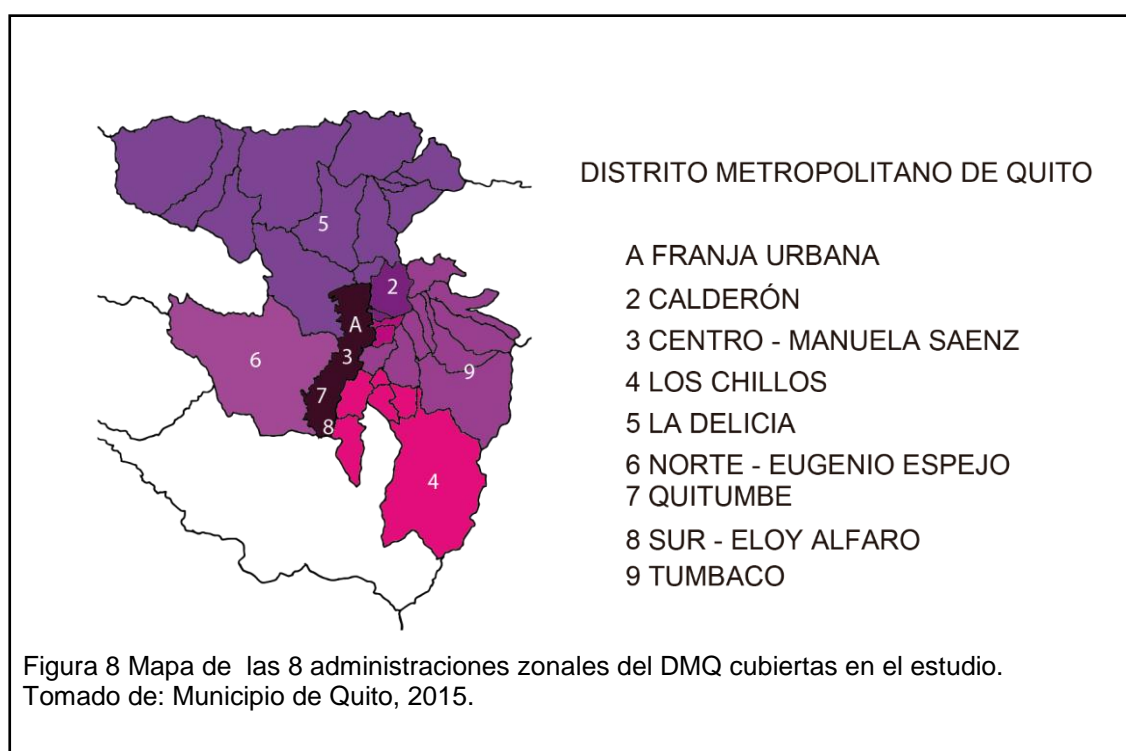 DISTRITO METROPOLITANO DE QUITO
A FRANJA URBANA
2 CALDERÓN
3 CENTRO - MANUELA SAENZ
4 LOS CHILLOS
5 LA DELICIA
6 NORTE - EUGENIO ESPEJO
7 QUITUMBE
8 SUR - ELOY ALFARO
9 TUMBACO
5
2
A
3
6
9
7
8
4
Figura 8 Mapa de  las 8 administraciones zonales del DMQ cubiertas en el estudio.
Tomado de: Municipio de Quito, 2015.